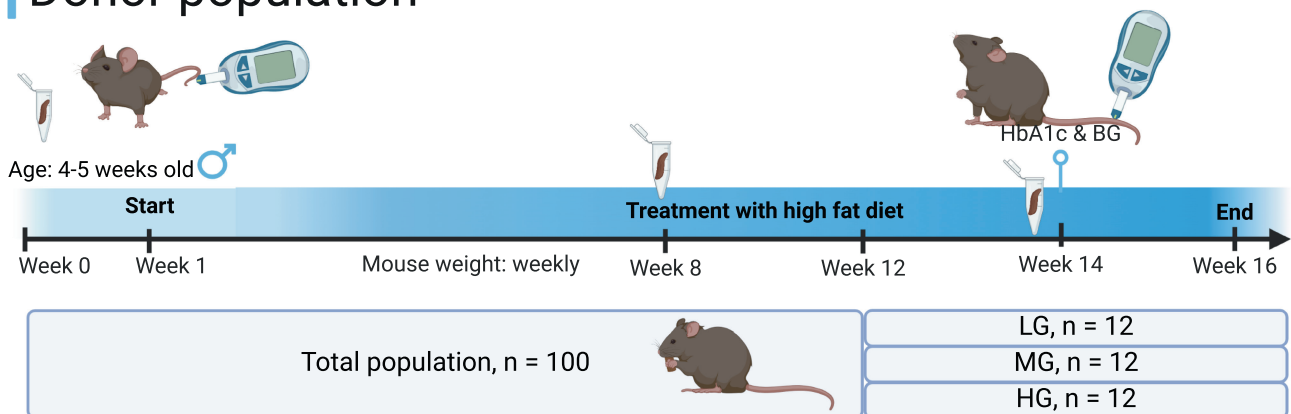 Donor population
HbA1c & BG
Age: 4-5 weeks old
Start
Treatment with high fat diet
End
Week 0
Week 1
Mouse weight: weekly
Week 8
Week 12
Week 14
Week 16
Total population, n = 100
LG, n = 12
MG, n = 12
HG, n = 12